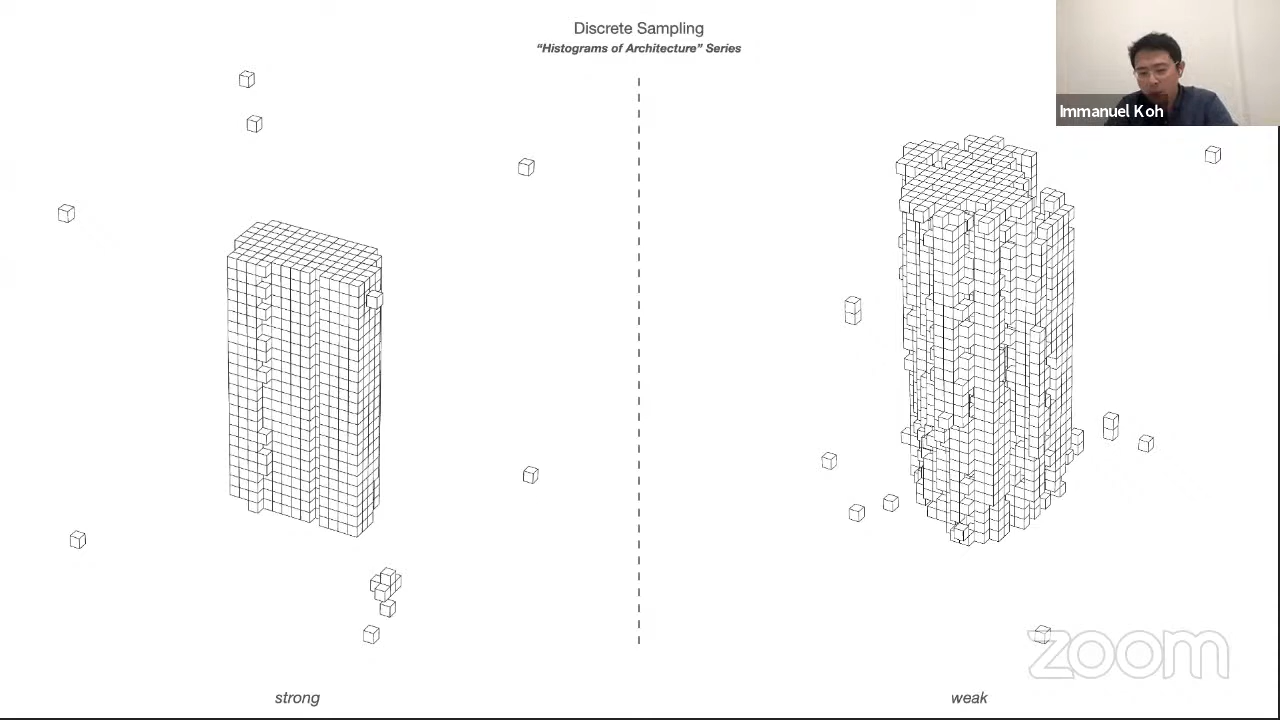 Discrete Sampling
“Histograms of Architecture” Series
Immanuel Koh
zoom
strong
weak